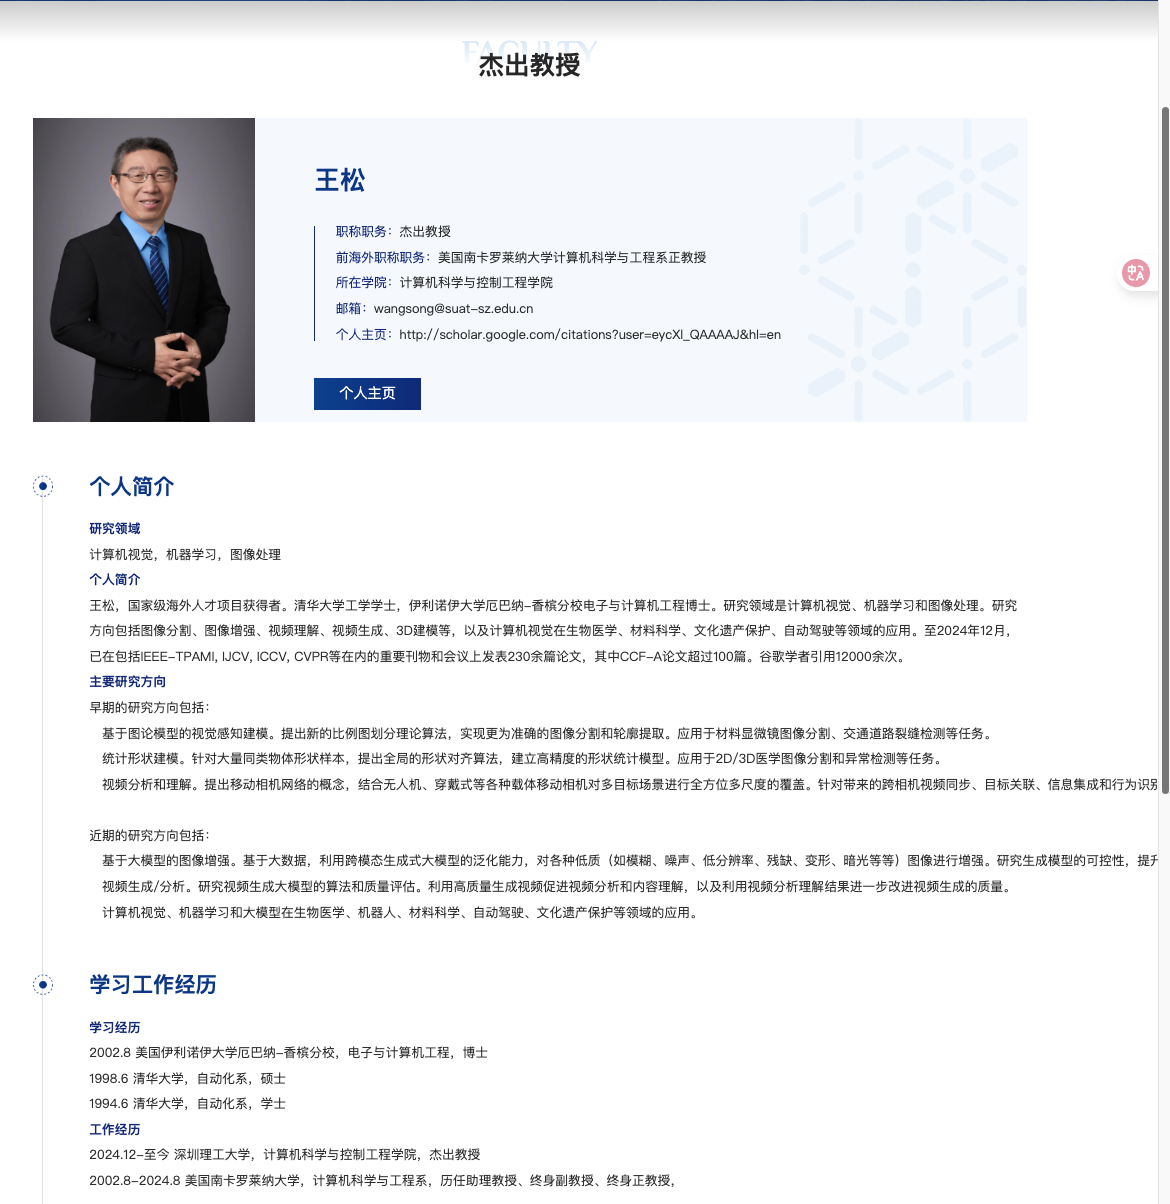 FACULTY
杰出教授
王松
职称职务：杰出教授
前海外职称职务：美国南卡罗莱纳大学计算机科学与工程系正教授
所在学院：计算机科学与控制工程学院
邮箱：wangsong@suat-sz.edu.cn
个人主页：http://scholar.google.com/citations?user=eycXl_QAAAAJ&hl=en
个人主页
个人简介
研究领域
计算机视觉，机器学习，图像处理
个人简介
王松，国家级海外人才项目获得者。清华大学工学学士，伊利诺伊大学厄巴纳-香槟分校电子与计算机工程博士。研究领域是计算机视觉、机器学习和图像处理。研究
方向包括图像分割、图像增强、视频理解、视频生成、3D建模等，以及计算机视觉在生物医学、材料科学、文化遗产保护、自动驾驶等领域的应用。至2024年12月，
已在包括IEEE-TPAMI, IJCV, ICCV, CVPR等在内的重要刊物和会议上发表230余篇论文，其中CCF-A论文超过100篇。谷歌学者引用12000余次。
主要研究方向
早期的研究方向包括：
基于图论模型的视觉感知建模。提出新的比例图划分理论算法，实现更为准确的图像分割和轮廓提取。应用于材料显微镜图像分割、交通道路裂缝检测等任务。
统计形状建模。针对大量同类物体形状样本，提出全局的形状对齐算法，建立高精度的形状统计模型。应用于2D/3D医学图像分割和异常检测等任务。
视频分析和理解。提出移动相机网络的概念，结合无人机、穿戴式等各种载体移动相机对多目标场景进行全方位多尺度的覆盖。针对带来的跨相机视频同步、目标关联、信息集成和行为识别
近期的研究方向包括：
基于大模型的图像增强。基于大数据，利用跨模态生成式大模型的泛化能力，对各种低质（如模糊、噪声、低分辨率、残缺、变形、暗光等等）图像进行增强。研究生成模型的可控性，提升
视频生成/分析。研究视频生成大模型的算法和质量评估。利用高质量生成视频促进视频分析和内容理解，以及利用视频分析理解结果进一步改进视频生成的质量。
计算机视觉、机器学习和大模型在生物医学、机器人、材料科学、自动驾驶、文化遗产保护等领域的应用。
学习工作经历
学习经历
2002.8 美国伊利诺伊大学厄巴纳-香槟分校，电子与计算机工程，博士
1998.6 清华大学，自动化系，硕士
1994.6 清华大学，自动化系，学士
工作经历
2024.12-至今 深圳理工大学，计算机科学与控制工程学院，杰出教授
2002.8-2024.8 美国南卡罗莱纳大学，计算机科学与工程系，历任助理教授、终身副教授、终身正教授，